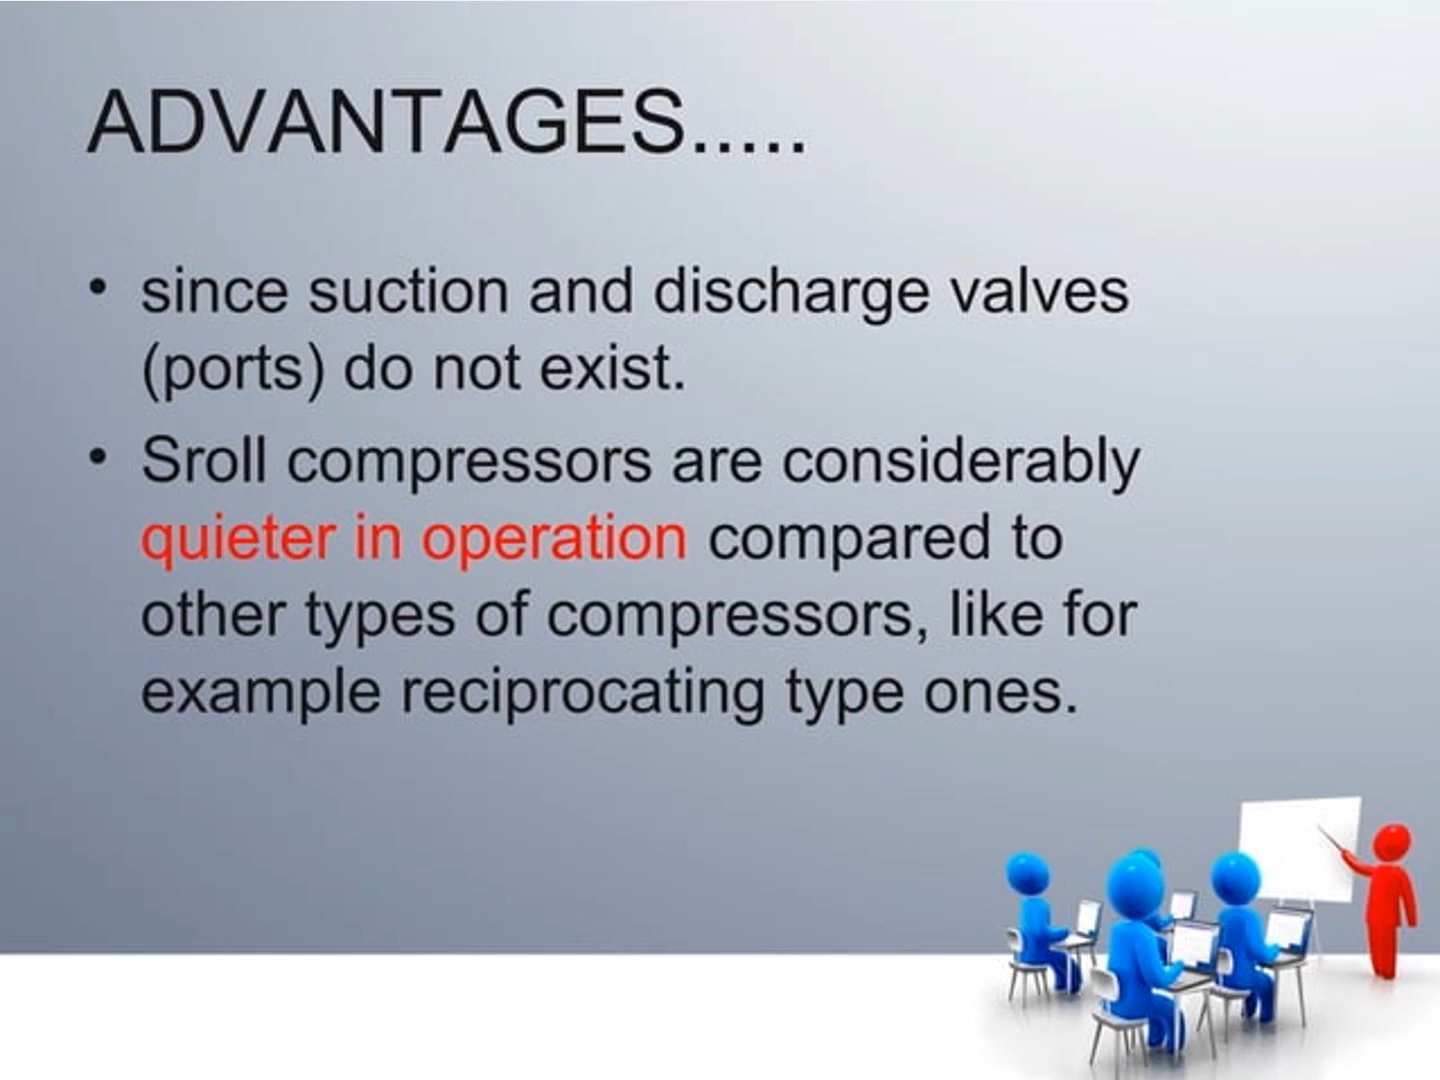 ADVANTAGES.....
• since suction and discharge valves
(ports) do not exist.
• Sroll compressors are considerably
quieter in operation compared to
other types of compressors, like for
example reciprocating type ones.